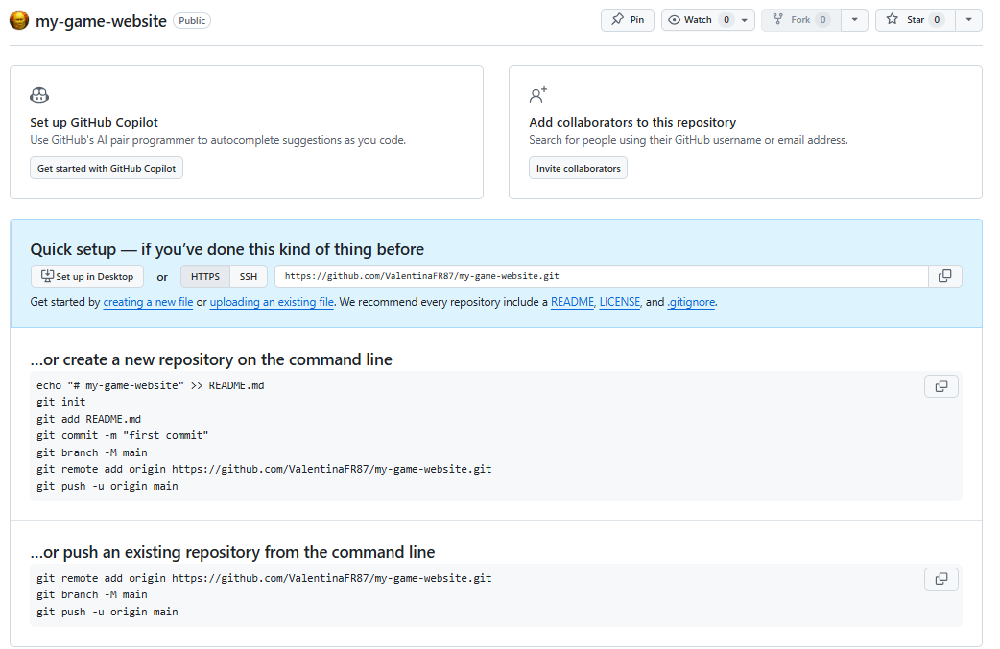 my-game-website Public
Pin Watch 0 Fork 0 Star 0
Set up GitHub Copilot
Use GitHub's AI pair programmer to autocomplete suggestions as you code.
Get started with GitHub Copilot
Add collaborators to this repository
Search for people using their GitHub username or email address.
Invite collaborators
Quick setup — if you’ve done this kind of thing before
Set up in Desktop or HTTPS SSH https://github.com/ValentinaFR87/my-game-website.git
Get started by creating a new file or uploading an existing file. We recommend every repository include a README, LICENSE, and .gitignore.
…or create a new repository on the command line
echo "# my-game-website" >> README.md
git init
git add README.md
git commit -m "first commit"
git branch -M main
git remote add origin https://github.com/ValentinaFR87/my-game-website.git
git push -u origin main
…or push an existing repository from the command line
git remote add origin https://github.com/ValentinaFR87/my-game-website.git
git branch -M main
git push -u origin main